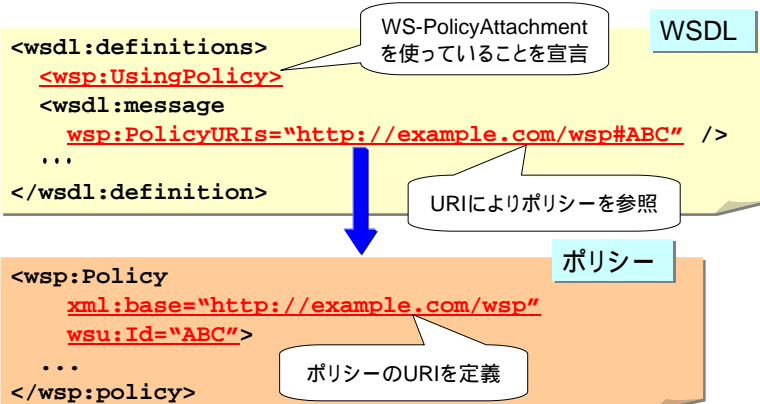 WS-PolicyAttachment
を使っていることを宣言
WSDL
<wsdl:definitions>
<wsp:UsingPolicy>
<wsdl:message
wsp:PolicyURIs=“http://example.com/wsp#ABC” />
...
</wsdl:definition>
URIによりポリシーを参照
ポリシー
<wsp:Policy
xml:base=“http://example.com/wsp”
wsu:Id=“ABC”>
...
</wsp:policy>
ポリシーのURIを定義